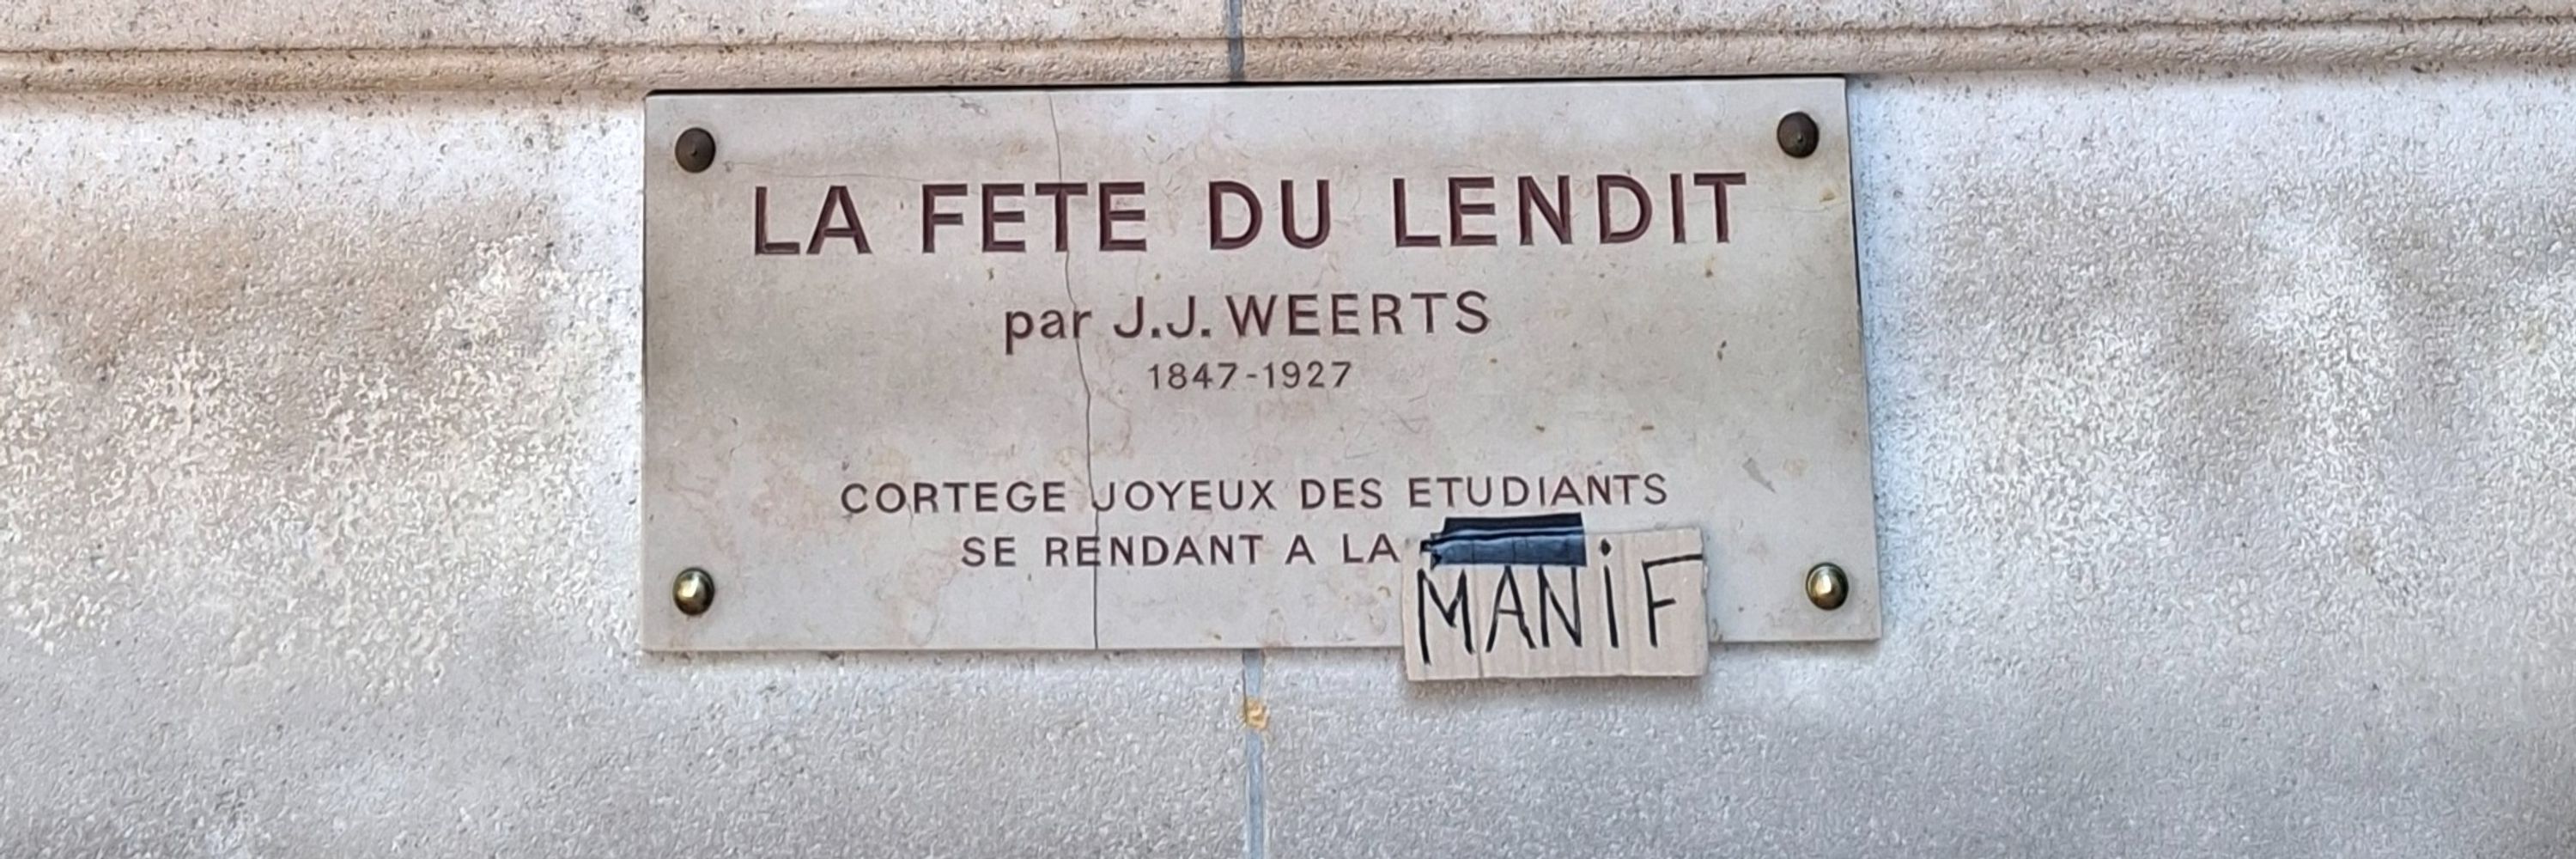 LA FETE DU LENDIT
par J.J. WEERTS
1847-1927
CORTEGE JOYEUX DES ETUDIANTS
SE RENDANT A LA MANiF